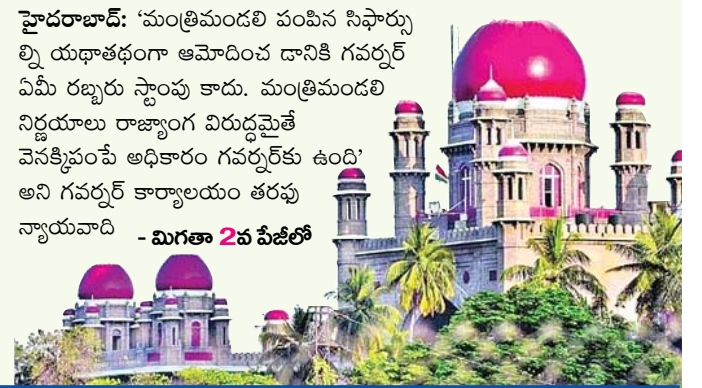 హైదరాబాద్: ‘మంత్రిమండలి పంపిన సిఫార్సు
ల్ని యథాతథంగా ఆమోదించ డానికి గవర్నర్
ఏమీ రబ్బరు స్టాంపు కాదు. మంత్రిమండలి
నిర్ణయాలు రాజ్యాంగ విరుద్ధమైతే
వెనక్కిపంపే అధికారం గవర్నర్‌కు ఉంది’
అని గవర్నర్ కార్యాలయం తరఫు
న్యాయవాది - మిగతా 2వ పేజీలో